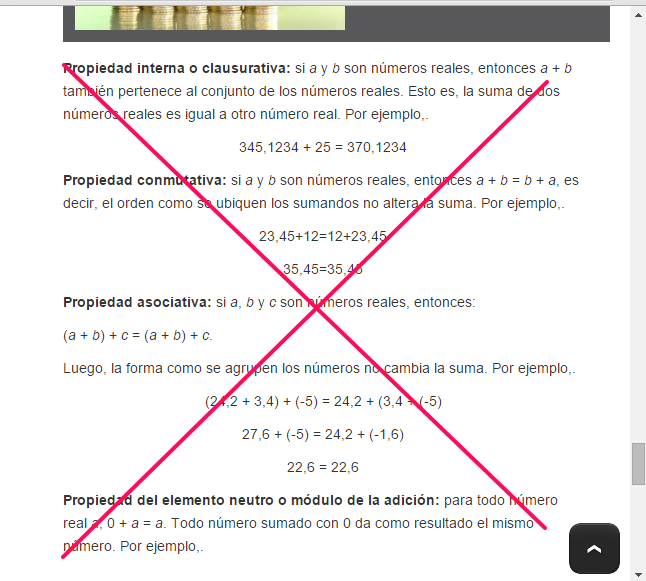 Propiedad interna o clausurativa: si a y b son números reales, entonces a + b
también pertenece al conjunto de los números reales. Esto es, la suma de dos
números reales es igual a otro número real. Por ejemplo,.
345,1234 + 25 = 370,1234
Propiedad conmutativa: si a y b son números reales, entonces a + b = b + a, es
decir, el orden como se ubiquen los sumandos no altera la suma. Por ejemplo,.
23,45+12=12+23,45
35,45=35,45
Propiedad asociativa: si a, b y c son números reales, entonces:
(a + b) + c = (a + b) + c.
Luego, la forma como se agrupen los números no cambia la suma. Por ejemplo,.
(24,2 + 3,4) + (-5) = 24,2 + (3,4 + (-5)
27,6 + (-5) = 24,2 + (-1,6)
22,6 = 22,6
Propiedad del elemento neutro o módulo de la adición: para todo número
real a, 0 + a = a. Todo número sumado con 0 da como resultado el mismo
número. Por ejemplo,.